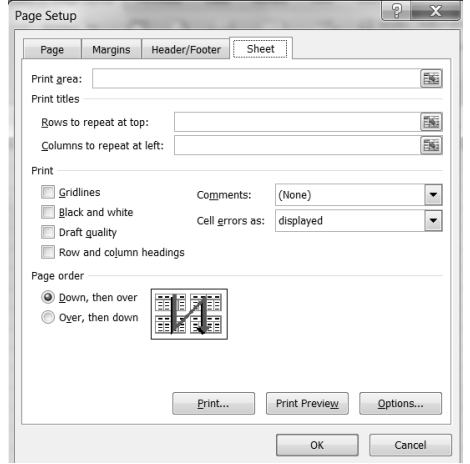 Page Setup
Page Margins Header/Footer Sheet
Print area:
Print titles
Rows to repeat at top:
Columns to repeat at left:
Print
Gridlines Comments: (None)
Black and white Cell errors as: displayed
Draft quality
Row and column headings
Page order
Down, then over
Over, then down
Print... Print Preview Options...
OK Cancel